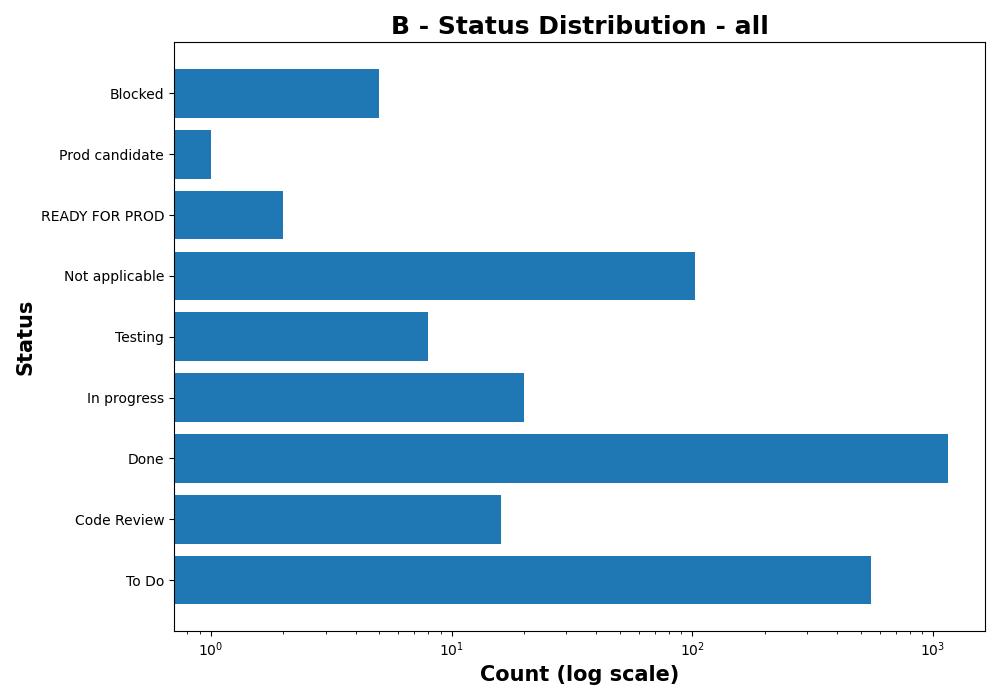 B - Status Distribution - all
Status
Blocked
Prod candidate
READY FOR PROD
Not applicable
Testing
In progress
Done
Code Review
To Do
10⁰ 10¹ 10² 10³
Count (log scale)